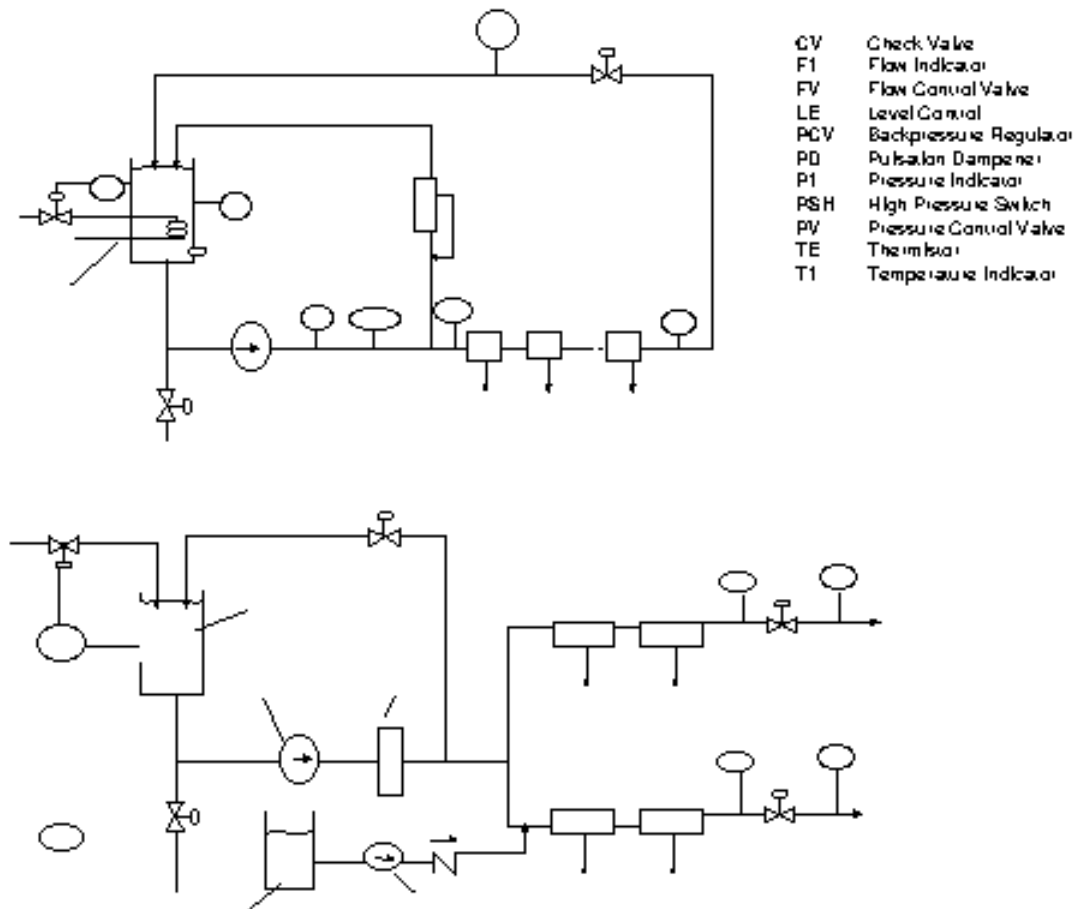 CV Check Valve
F1 Flow Indicator
FV Flow Control Valve
LE Level Control
PCV Backpressure Regulator
PD Pulsation Dampener
P1 Pressure Indicator
PSH High Pressure Switch
PV Pressure Control Valve
TE Thermistor
T1 Temperature Indicator